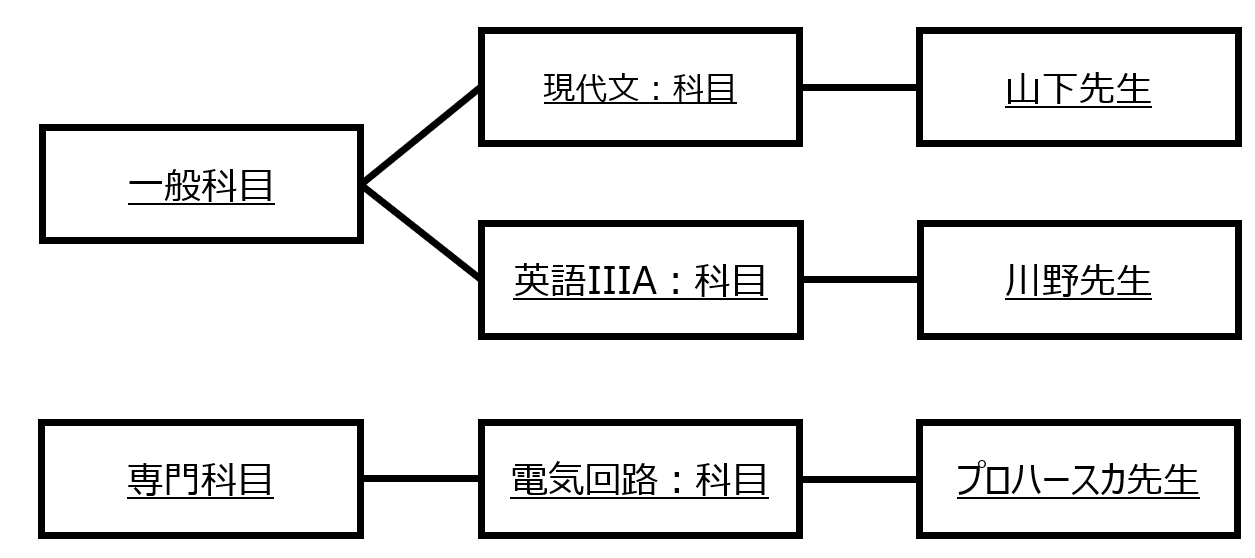 現代文：科目
山下先生
一般科目
英語IIIA：科目
川野先生
専門科目
電気回路：科目
プロハースカ先生